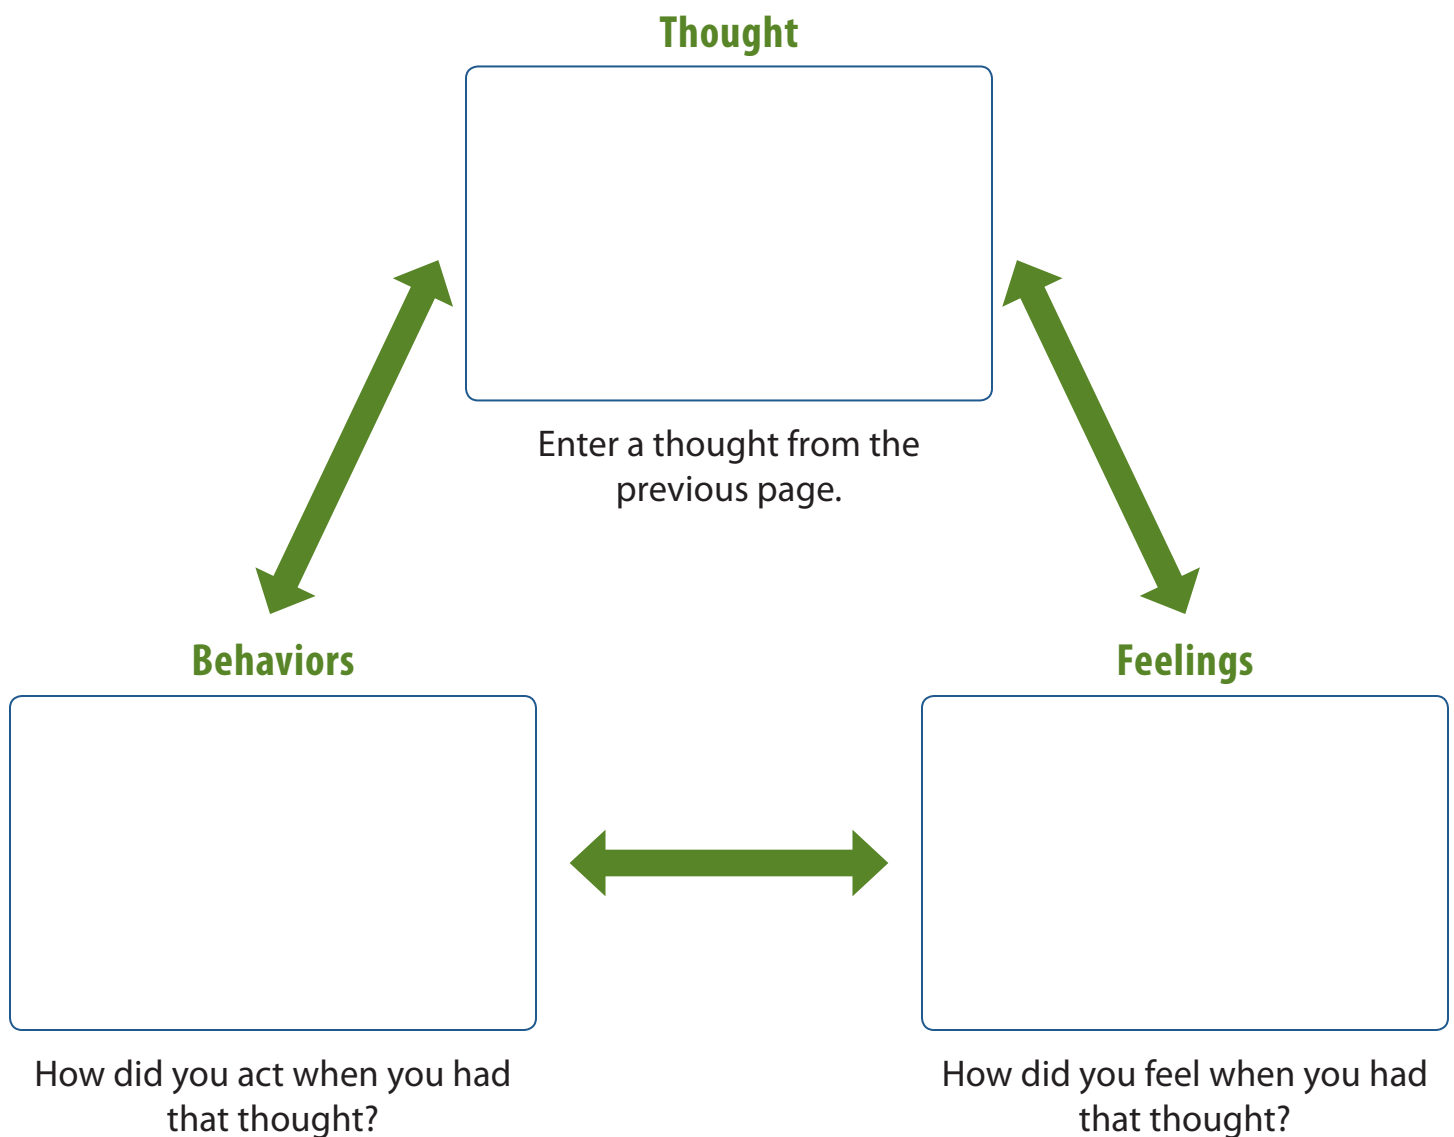 Thought
Enter a thought from the
previous page.
Behaviors
Feelings
How did you act when you had
that thought?
How did you feel when you had
that thought?